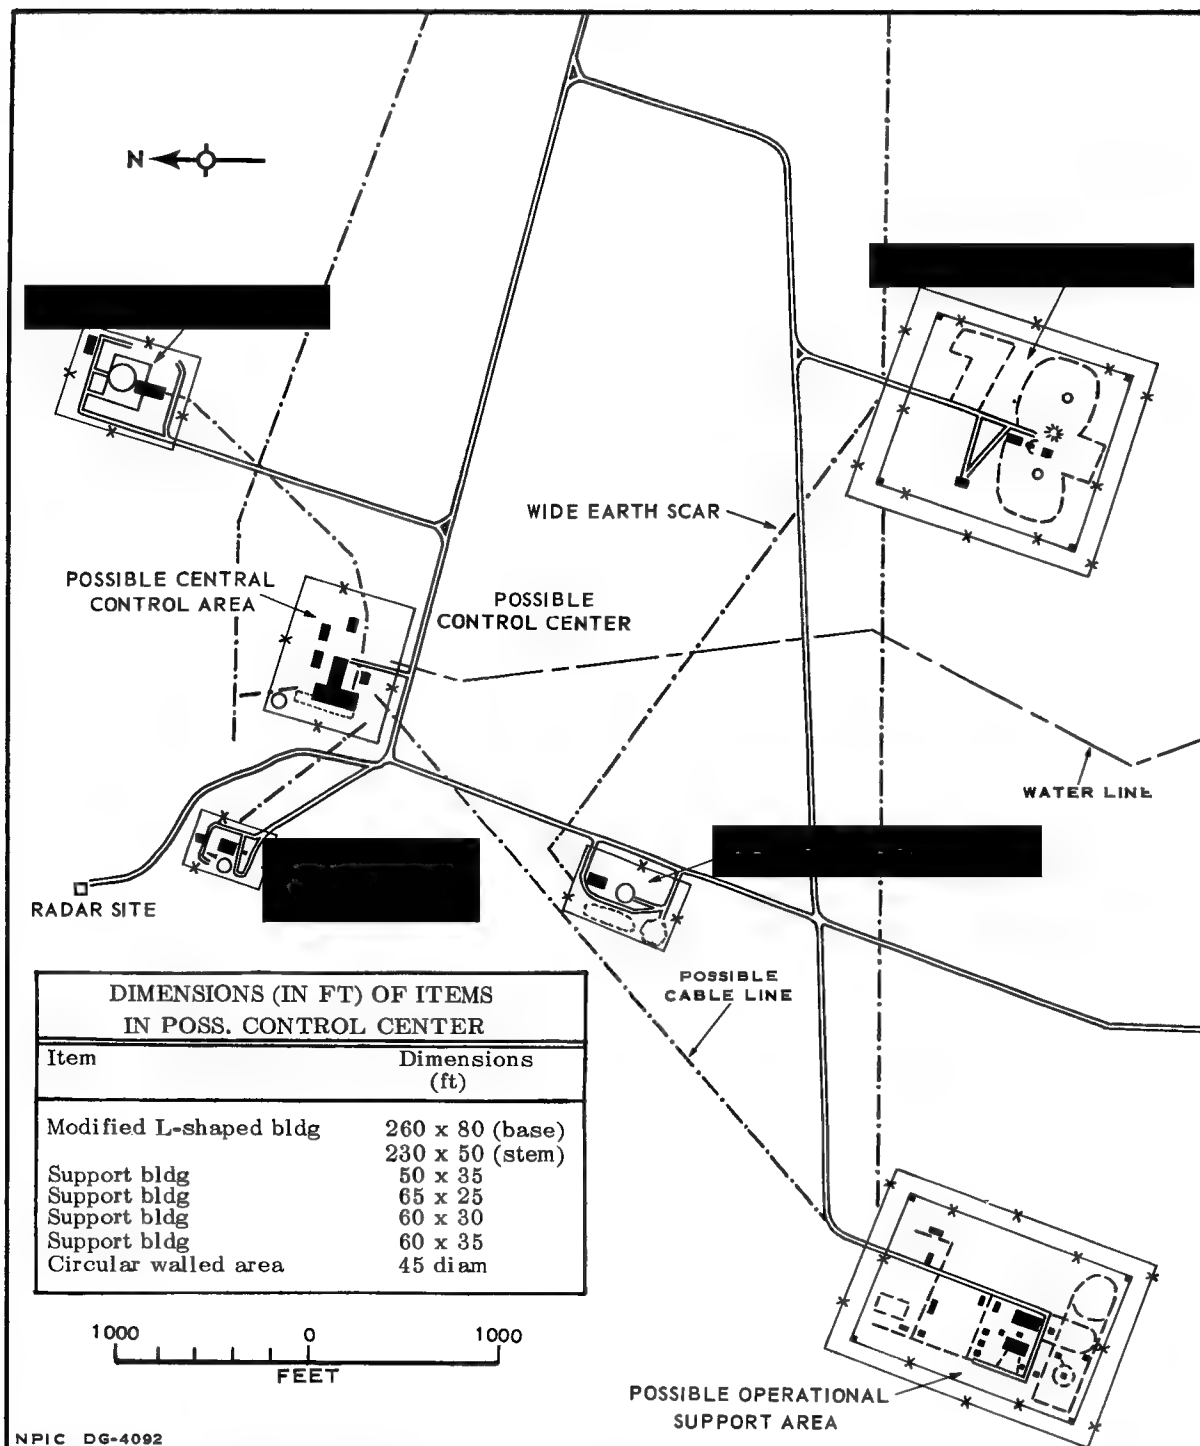 N
WIDE EARTH SCAR
POSSIBLE CENTRAL
CONTROL AREA
POSSIBLE
CONTROL CENTER
WATER LINE
RADAR SITE
POSSIBLE
CABLE LINE
DIMENSIONS (IN FT) OF ITEMS
IN POSS. CONTROL CENTER
Item Dimensions
(ft)
Modified L-shaped bldg 260 x 80 (base)
230 x 50 (stem)
Support bldg 50 x 35
Support bldg 65 x 25
Support bldg 60 x 30
Support bldg 60 x 35
Circular walled area 45 diam
1000 0 1000
FEET
POSSIBLE OPERATIONAL
SUPPORT AREA
NPIC DG-4092